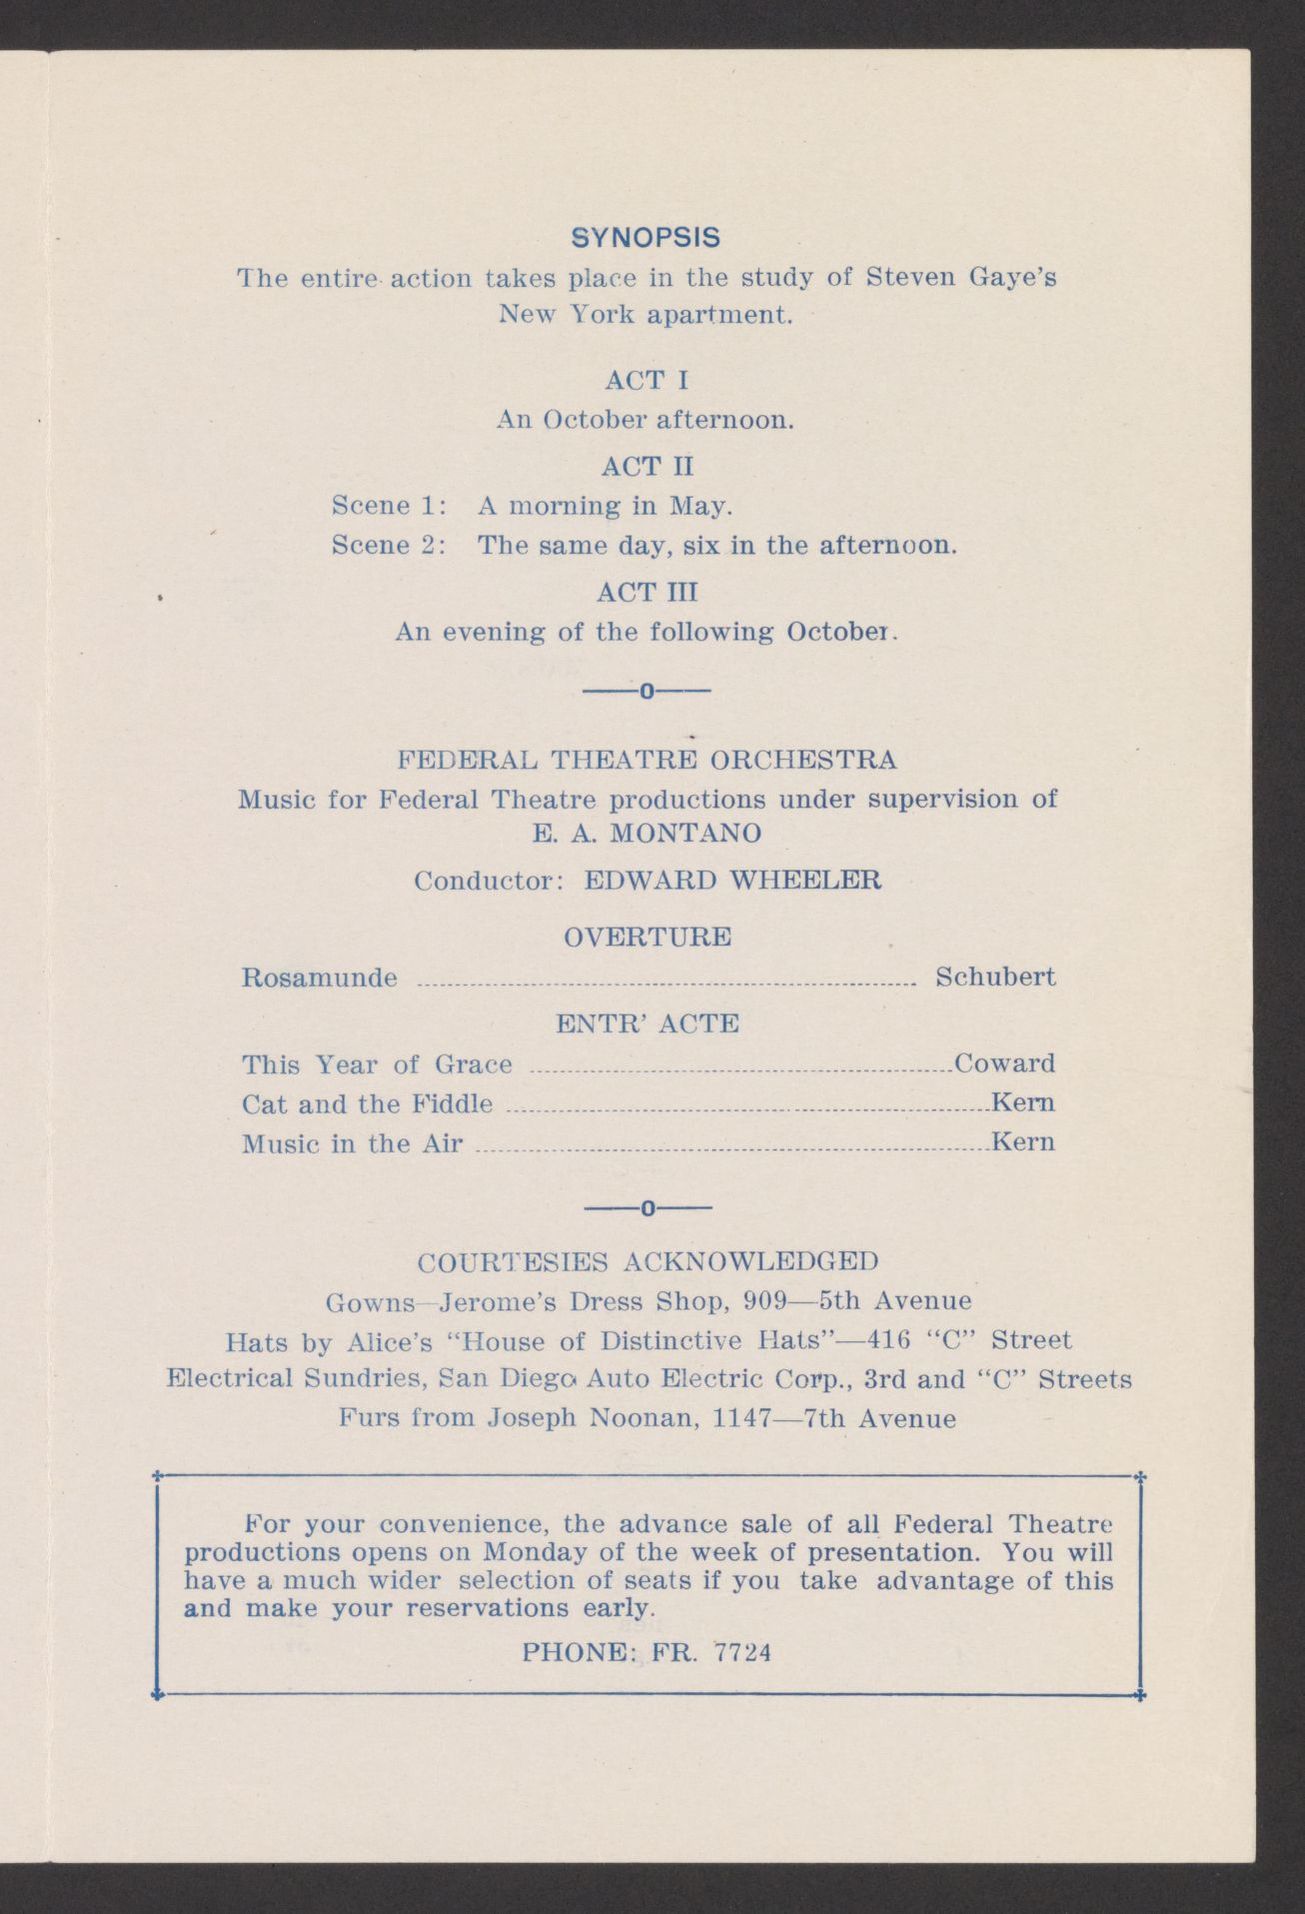 SYNOPSIS
The entire action takes place in the study of Steven Gaye's
New York apartment.
ACT I
An October afternoon.
ACT II
Scene 1: A morning in May.
Scene 2: The same day, six in the afternoon.
ACT III
An evening of the following October.
——o——
FEDERAL THEATRE ORCHESTRA
Music for Federal Theatre productions under supervision of
E. A. MONTANO
Conductor: EDWARD WHEELER
OVERTURE
Rosamunde ........ Schubert
ENTR' ACTE
This Year of Grace ........ Coward
Cat and the Fiddle ........ Kern
Music in the Air ........ Kern
——o——
COURTESIES ACKNOWLEDGED
Gowns—Jerome's Dress Shop, 909—5th Avenue
Hats by Alice's "House of Distinctive Hats"—416 "C" Street
Electrical Sundries, San Diego Auto Electric Corp., 3rd and "C" Streets
Furs from Joseph Noonan, 1147—7th Avenue
For your convenience, the advance sale of all Federal Theatre
productions opens on Monday of the week of presentation. You will
have a much wider selection of seats if you take advantage of this
and make your reservations early.
PHONE: FR. 7724